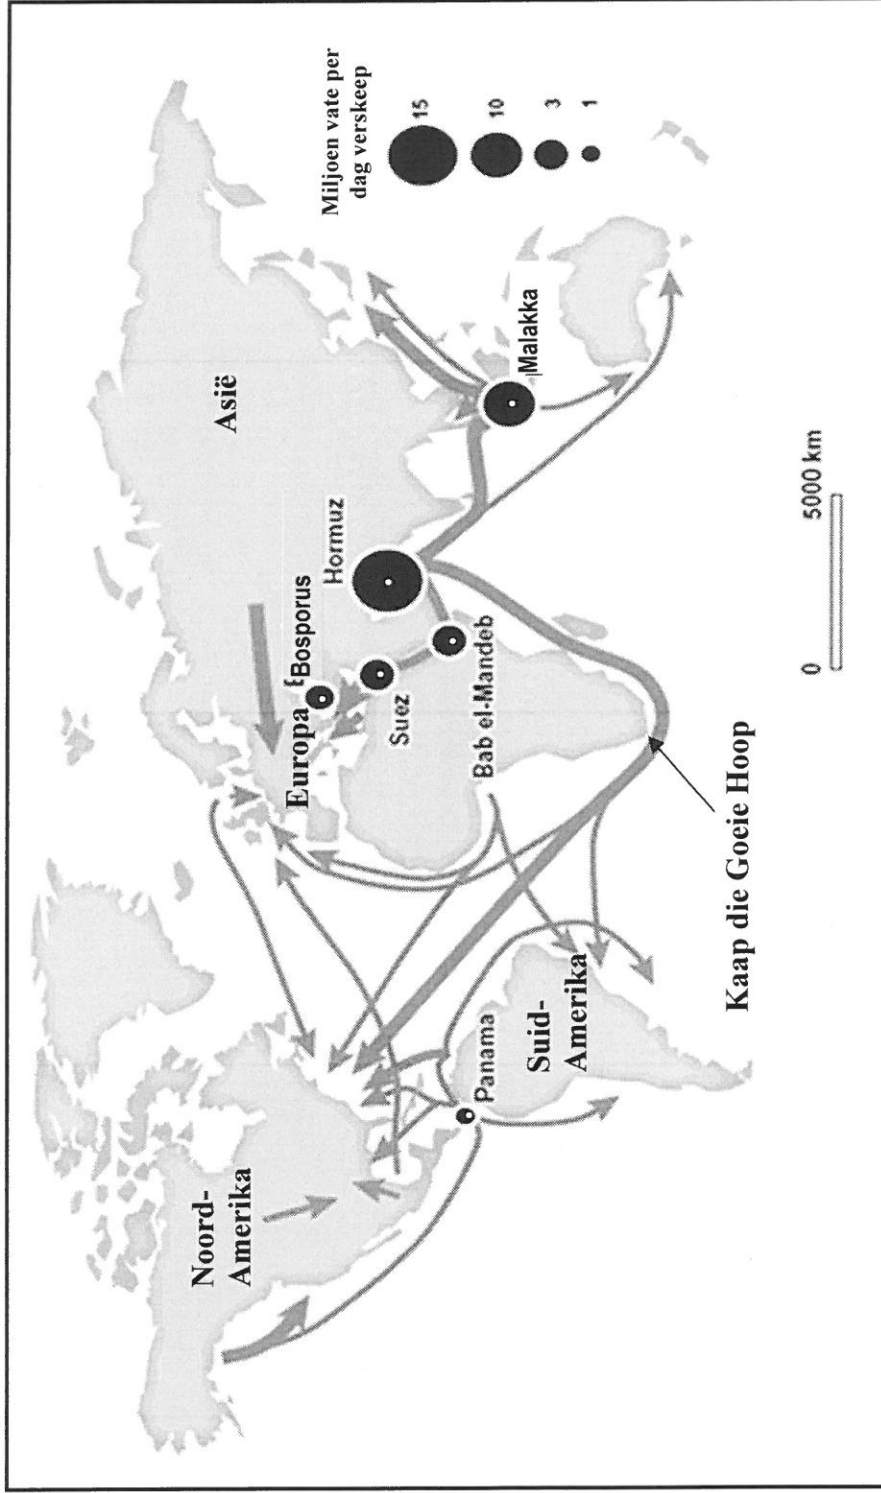 Miljoen vate per
dag verskeep
15
10
3
1
Noord-
Amerika
Asië
Europa
Bosporus
Hormuz
Suez
Bab el-Mandeb
Malakka
Panama
Suid-
Amerika
Kaap die Goeie Hoop
0
5000 km